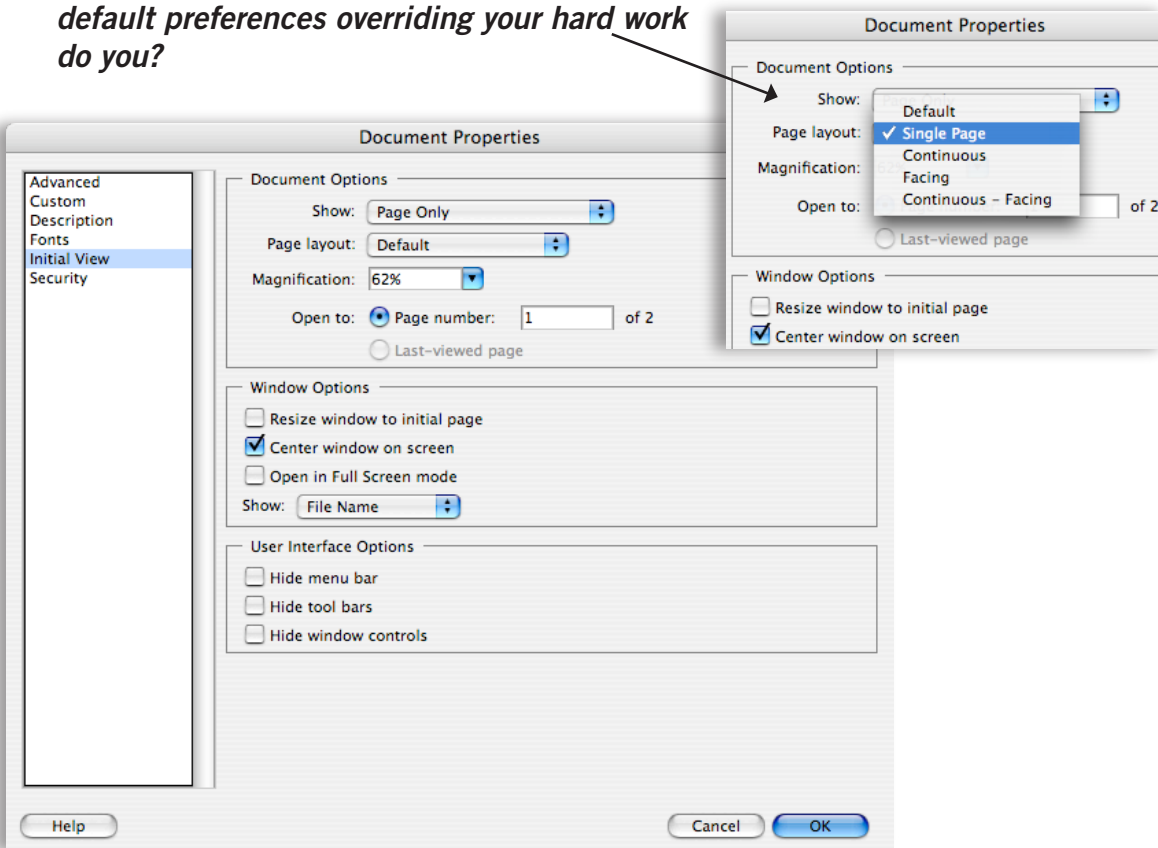 default preferences overriding your hard work
do you?
Document Properties
Document Options
Show:
Default
Page layout: ✓ Single Page
Continuous
Magnification:
Facing
Open to: Continuous – Facing of 2
Last-viewed page
Window Options
Resize window to initial page
Center window on screen
Document Properties
Advanced
Custom
Description
Fonts
Initial View
Security
Document Options
Show: Page Only
Page layout: Default
Magnification: 62%
Open to: Page number: 1 of 2
Last-viewed page
Window Options
Resize window to initial page
Center window on screen
Open in Full Screen mode
Show: File Name
User Interface Options
Hide menu bar
Hide tool bars
Hide window controls
Help Cancel OK